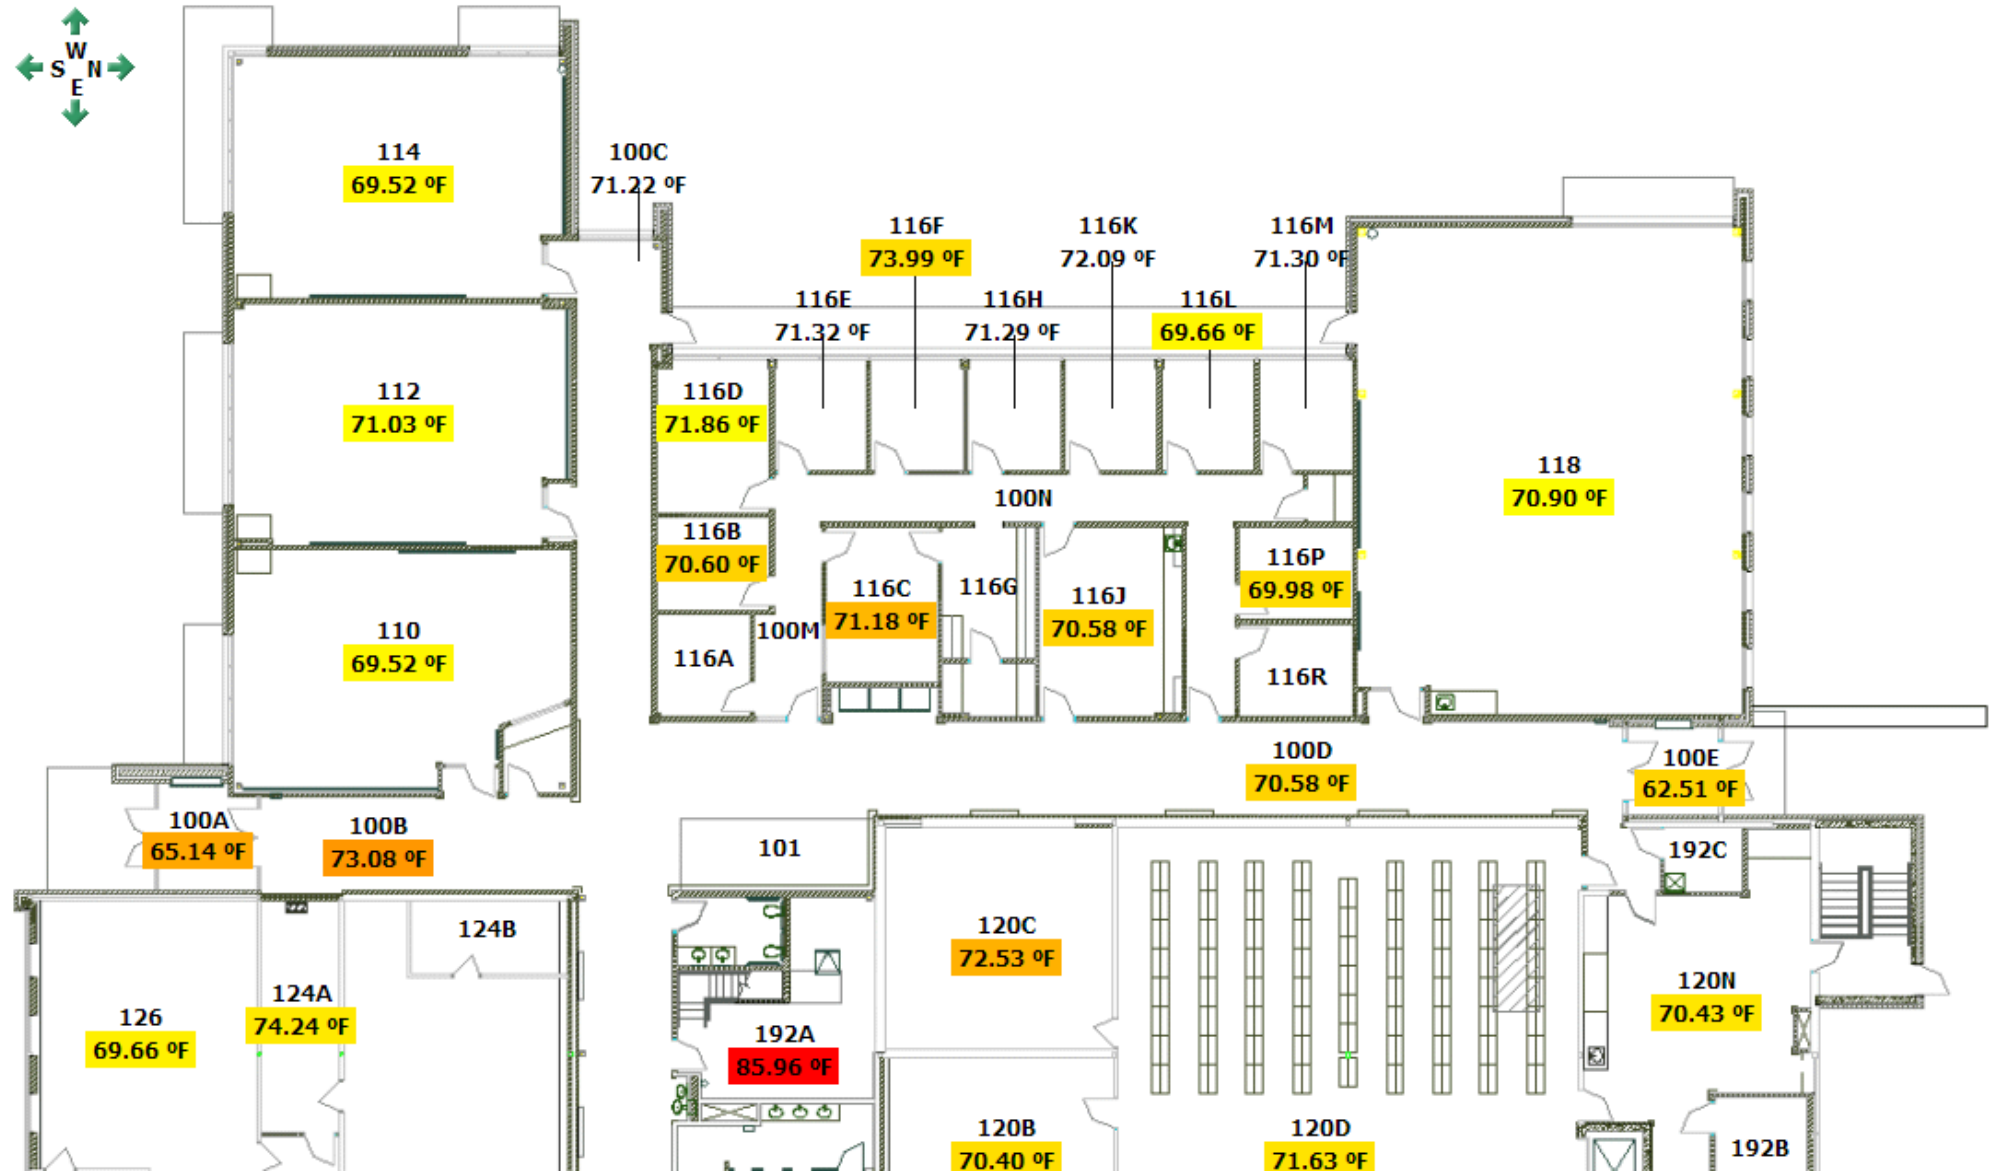 W
S N
E
114
69.52 ºF
100C
71.22 ºF
116F
73.99 ºF
116K
72.09 ºF
116M
71.30 ºF
116E
71.32 ºF
116H
71.29 ºF
116L
69.66 ºF
112
71.03 ºF
116D
71.86 ºF
118
70.90 ºF
100N
116B
70.60 ºF
116C
71.18 ºF
116G
116J
70.58 ºF
116P
69.98 ºF
110
69.52 ºF
100M
116A
116R
100D
70.58 ºF
100E
62.51 ºF
100A
65.14 ºF
100B
73.08 ºF
101
192C
124B
120C
72.53 ºF
126
69.66 ºF
124A
74.24 ºF
192A
85.96 ºF
120N
70.43 ºF
120B
70.40 ºF
120D
71.63 ºF
192B